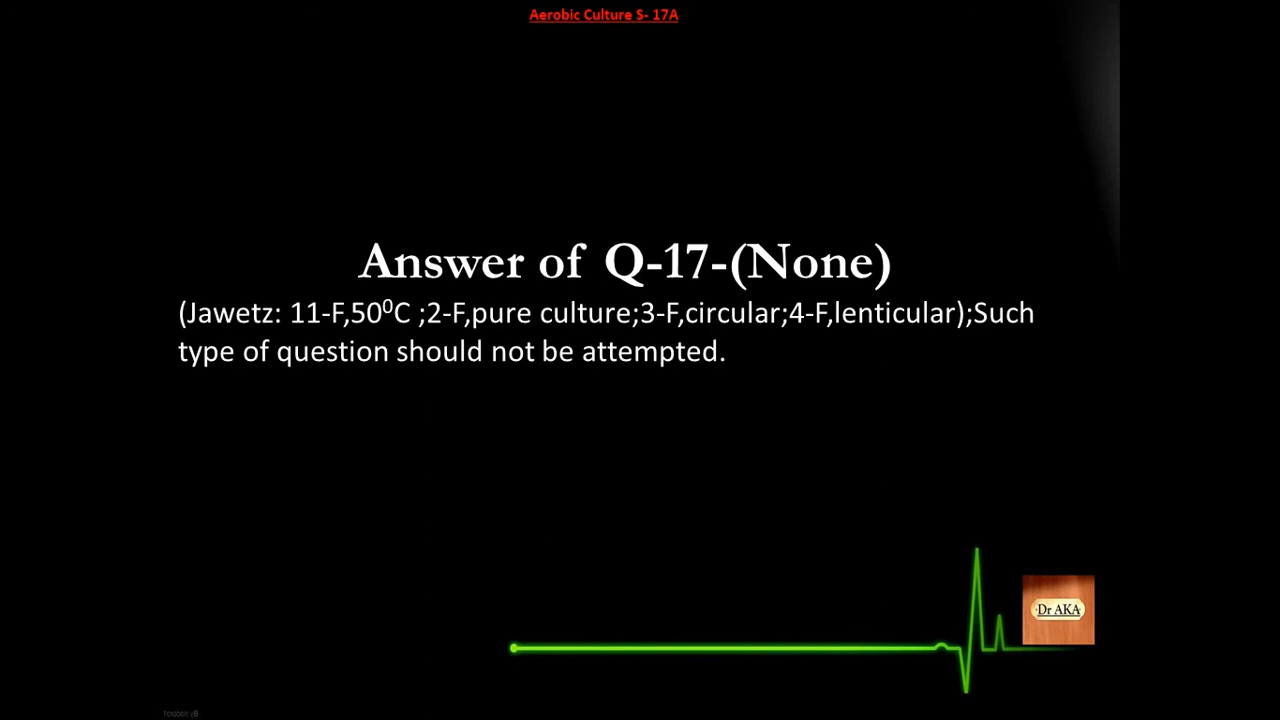 Aerobic Culture S- 17A
Answer of Q-17-(None)
(Jawetz: 11-F,50⁰C ;2-F,pure culture;3-F,circular;4-F,lenticular);Such
type of question should not be attempted.
Dr AKA